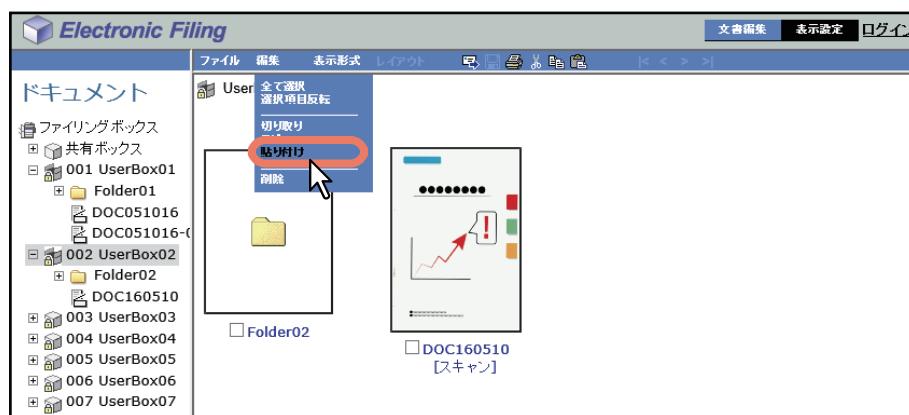 Electronic Filing
文書編集 表示設定 ログイン
ファイル 編集 表示形式 レイアウト
|< < > >|
ドキュメント
User
全て選択
選択項目反転
切り取り
貼り付け
削除
ファイリングボックス
共有ボックス
001 UserBox01
Folder01
DOC051016
DOC051016-(
002 UserBox02
Folder02
DOC160510
003 UserBox03
004 UserBox04
005 UserBox05
006 UserBox06
007 UserBox07
!
Folder02
DOC160510
[スキャン]